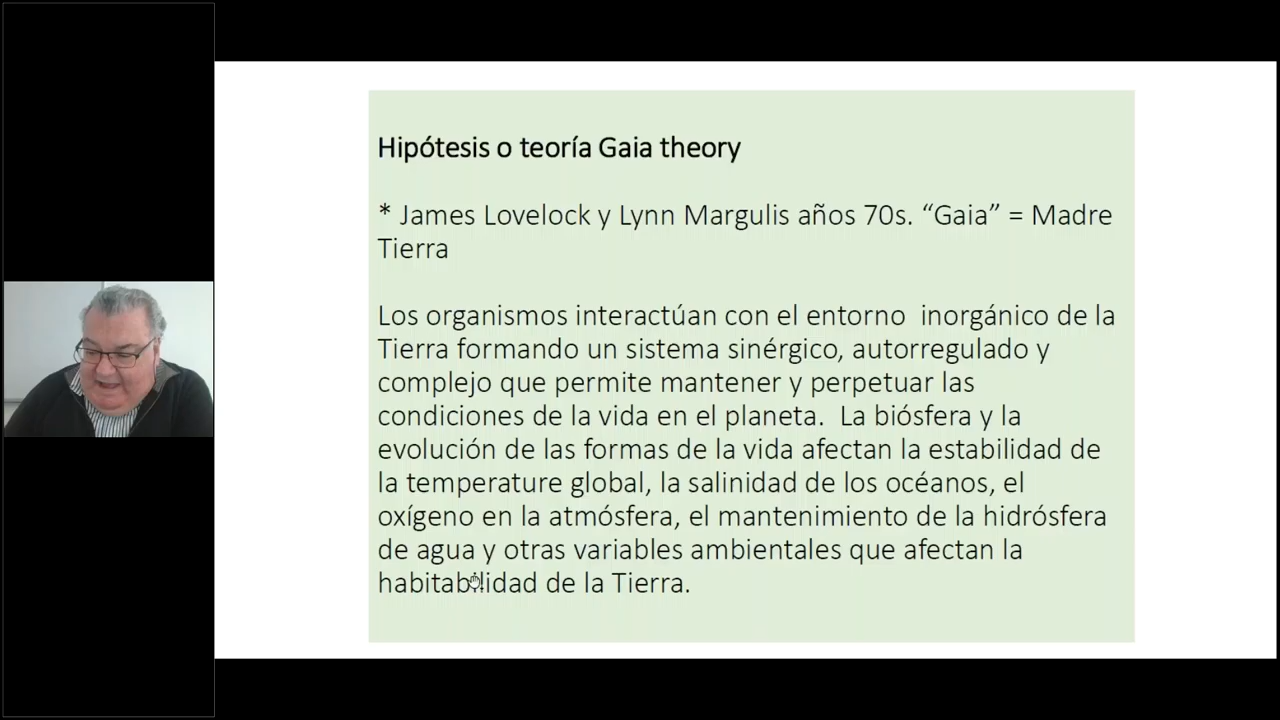 Hipótesis o teoría Gaia theory
* James Lovelock y Lynn Margulis años 70s. “Gaia” = Madre
Tierra
Los organismos interactúan con el entorno  inorgánico de la
Tierra formando un sistema sinérgico, autorregulado y
complejo que permite mantener y perpetuar las
condiciones de la vida en el planeta.  La biósfera y la
evolución de las formas de la vida afectan la estabilidad de
la temperature global, la salinidad de los océanos, el
oxígeno en la atmósfera, el mantenimiento de la hidrósfera
de agua y otras variables ambientales que afectan la
habitabilidad de la Tierra.